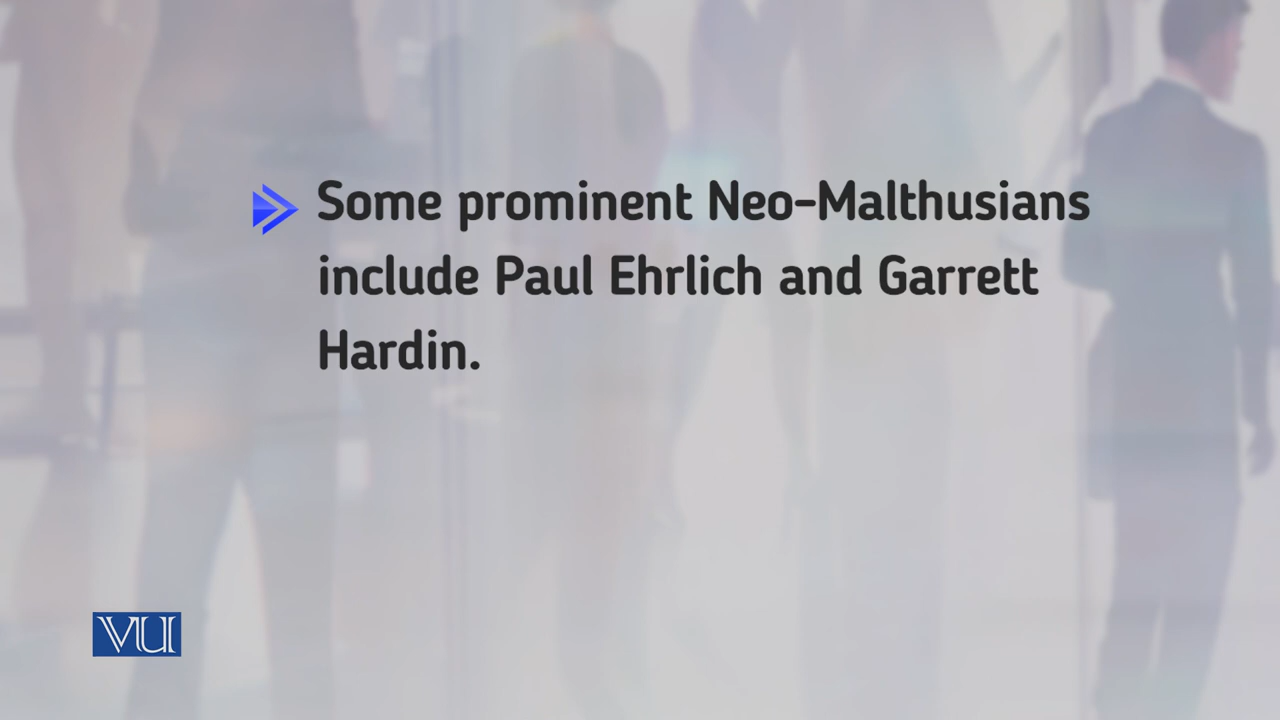 Some prominent Neo-Malthusians
include Paul Ehrlich and Garrett
Hardin.
VU